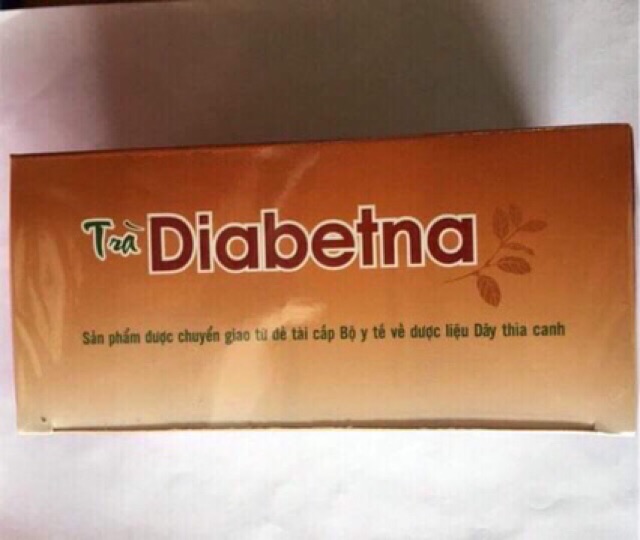 Trà Diabetna
Sản phẩm được chuyển giao từ đề tài cấp Bộ y tế về dược liệu Dây thìa canh